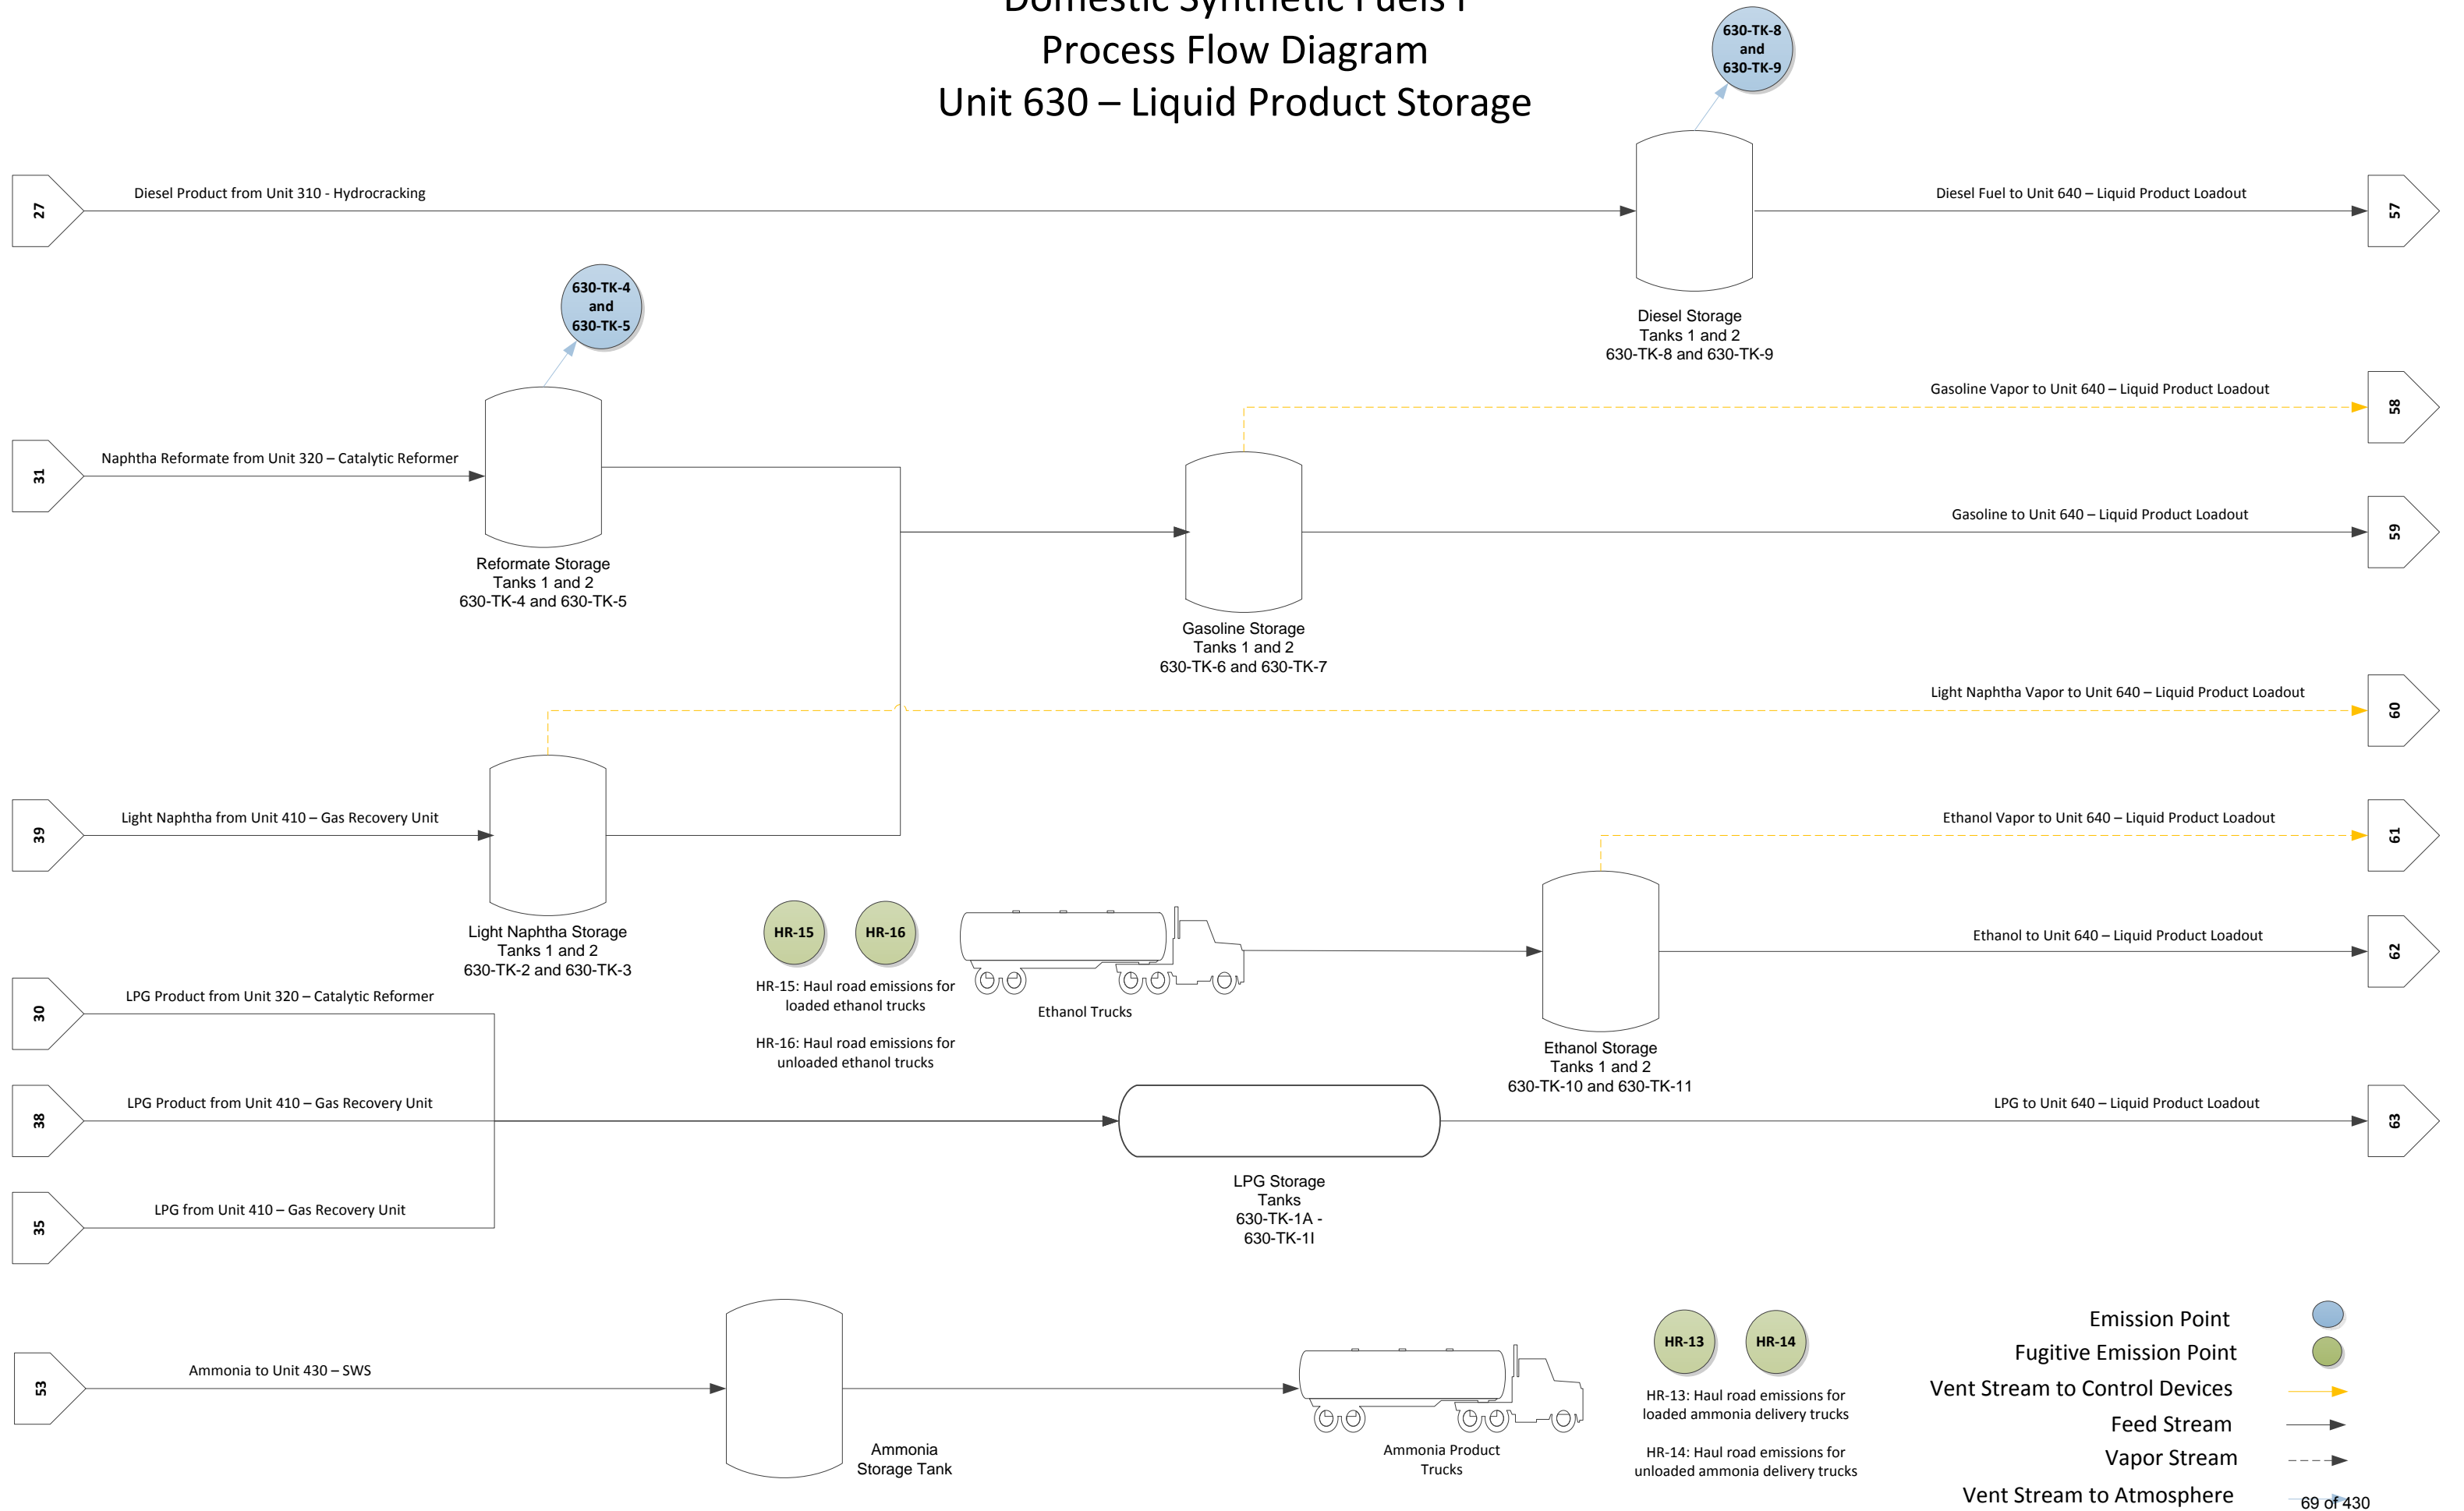 Domestic Synthetic Fuels I
Process Flow Diagram
Unit 630 – Liquid Product Storage
630-TK-8
and
630-TK-9
27
Diesel Product from Unit 310 - Hydrocracking
Diesel Fuel to Unit 640 – Liquid Product Loadout
57
Diesel Storage
Tanks 1 and 2
630-TK-8 and 630-TK-9
630-TK-4
and
630-TK-5
Gasoline Vapor to Unit 640 – Liquid Product Loadout
58
31
Naphtha Reformate from Unit 320 – Catalytic Reformer
Gasoline to Unit 640 – Liquid Product Loadout
59
Reformate Storage
Tanks 1 and 2
630-TK-4 and 630-TK-5
Gasoline Storage
Tanks 1 and 2
630-TK-6 and 630-TK-7
Light Naphtha Vapor to Unit 640 – Liquid Product Loadout
60
39
Light Naphtha from Unit 410 – Gas Recovery Unit
Ethanol Vapor to Unit 640 – Liquid Product Loadout
61
Light Naphtha Storage
Tanks 1 and 2
630-TK-2 and 630-TK-3
HR-15
HR-16
HR-15: Haul road emissions for
loaded ethanol trucks
HR-16: Haul road emissions for
unloaded ethanol trucks
Ethanol Trucks
Ethanol to Unit 640 – Liquid Product Loadout
62
Ethanol Storage
Tanks 1 and 2
630-TK-10 and 630-TK-11
30
LPG Product from Unit 320 – Catalytic Reformer
38
LPG Product from Unit 410 – Gas Recovery Unit
LPG to Unit 640 – Liquid Product Loadout
63
35
LPG from Unit 410 – Gas Recovery Unit
LPG Storage
Tanks
630-TK-1A -
630-TK-1I
53
Ammonia to Unit 430 – SWS
Ammonia
Storage Tank
Ammonia Product
Trucks
HR-13
HR-14
HR-13: Haul road emissions for
loaded ammonia delivery trucks
HR-14: Haul road emissions for
unloaded ammonia delivery trucks
Emission Point
Fugitive Emission Point
Vent Stream to Control Devices
Feed Stream
Vapor Stream
Vent Stream to Atmosphere
69 of 430